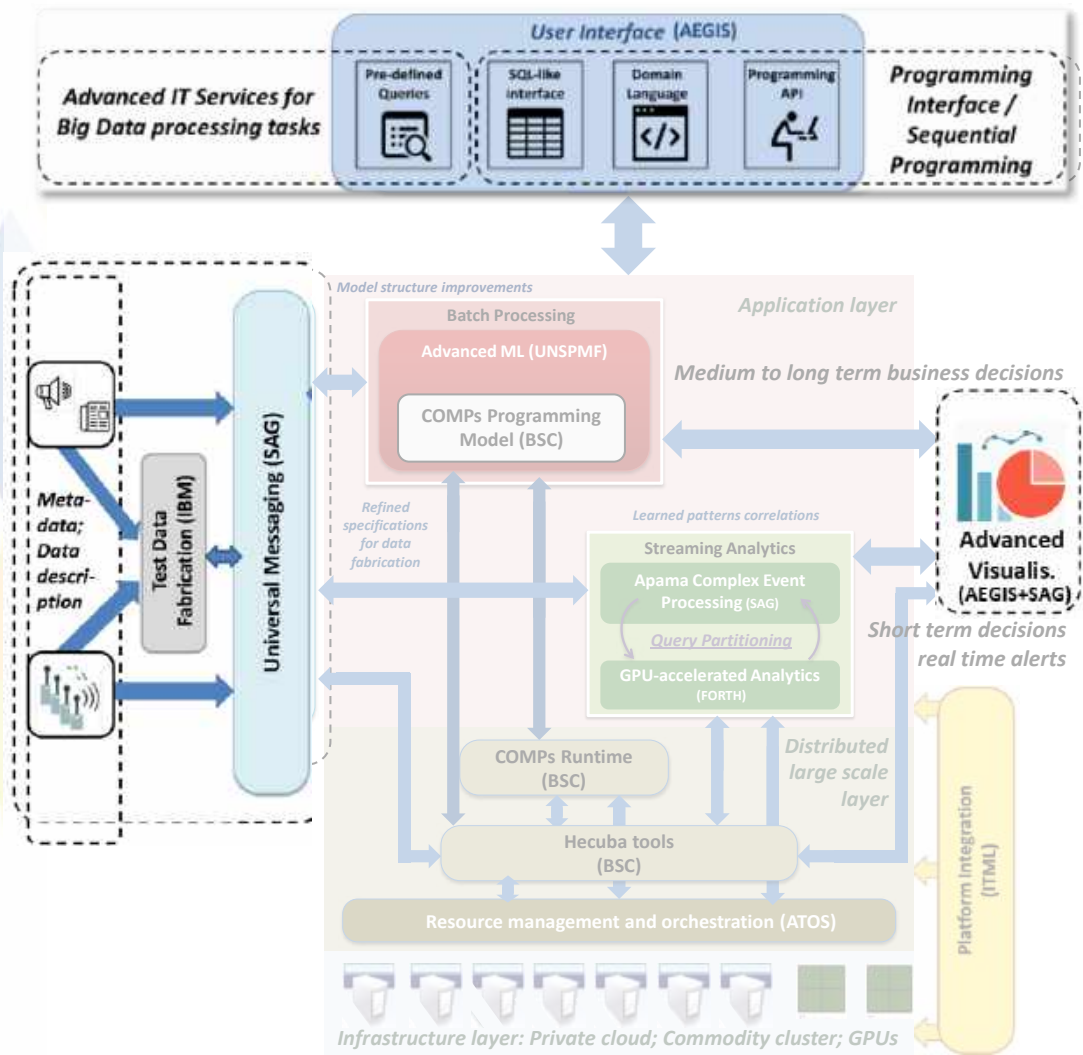 User Interface (AEGIS)
Advanced IT Services for
Big Data processing tasks
Pre-defined
Queries
SQL-like
interface
Domain
Language
Programming
API
Programming
Interface /
Sequential
Programming
Model structure improvements
Application layer
Batch Processing
Advanced ML (UNSPMF)
COMPs Programming
Model (BSC)
Medium to long term business decisions
Universal Messaging (SAG)
Test Data
Fabrication (IBM)
Meta-
data;
Data
descri-
ption
Refined
specifications
for data
fabrication
Learned patterns correlations
Streaming Analytics
Apama Complex Event
Processing (SAG)
Query Partitioning
GPU-accelerated Analytics
(FORTH)
Advanced
Visualis.
(AEGIS+SAG)
Short term decisions
real time alerts
COMPs Runtime
(BSC)
Distributed
large scale
layer
Hecuba tools
(BSC)
Resource management and orchestration (ATOS)
Platform Integration
(ITML)
Infrastructure layer: Private cloud; Commodity cluster; GPUs